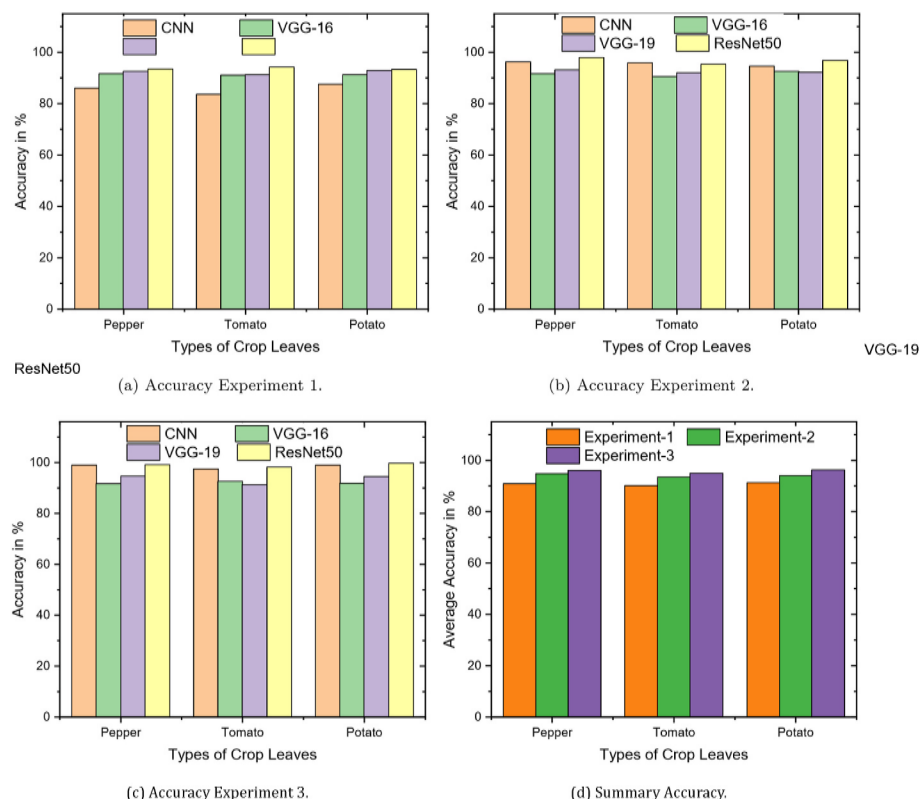 CNN VGG-16
100
80
60
40
20
0
Accuracy in %
Pepper Tomato Potato
Types of Crop Leaves
ResNet50
(a) Accuracy Experiment 1.
CNN VGG-16
VGG-19 ResNet50
100
80
60
40
20
0
Accuracy in %
Pepper Tomato Potato
Types of Crop Leaves
VGG-19
(b) Accuracy Experiment 2.
CNN VGG-16
VGG-19 ResNet50
100
80
60
40
20
0
Accuracy in %
Pepper Tomato Potato
Types of Crop Leaves
(c) Accuracy Experiment 3.
Experiment-1 Experiment-2
Experiment-3
100
80
60
40
20
0
Average Accuracy in %
Pepper Tomato Potato
Types of Crop Leaves
(d) Summary Accuracy.